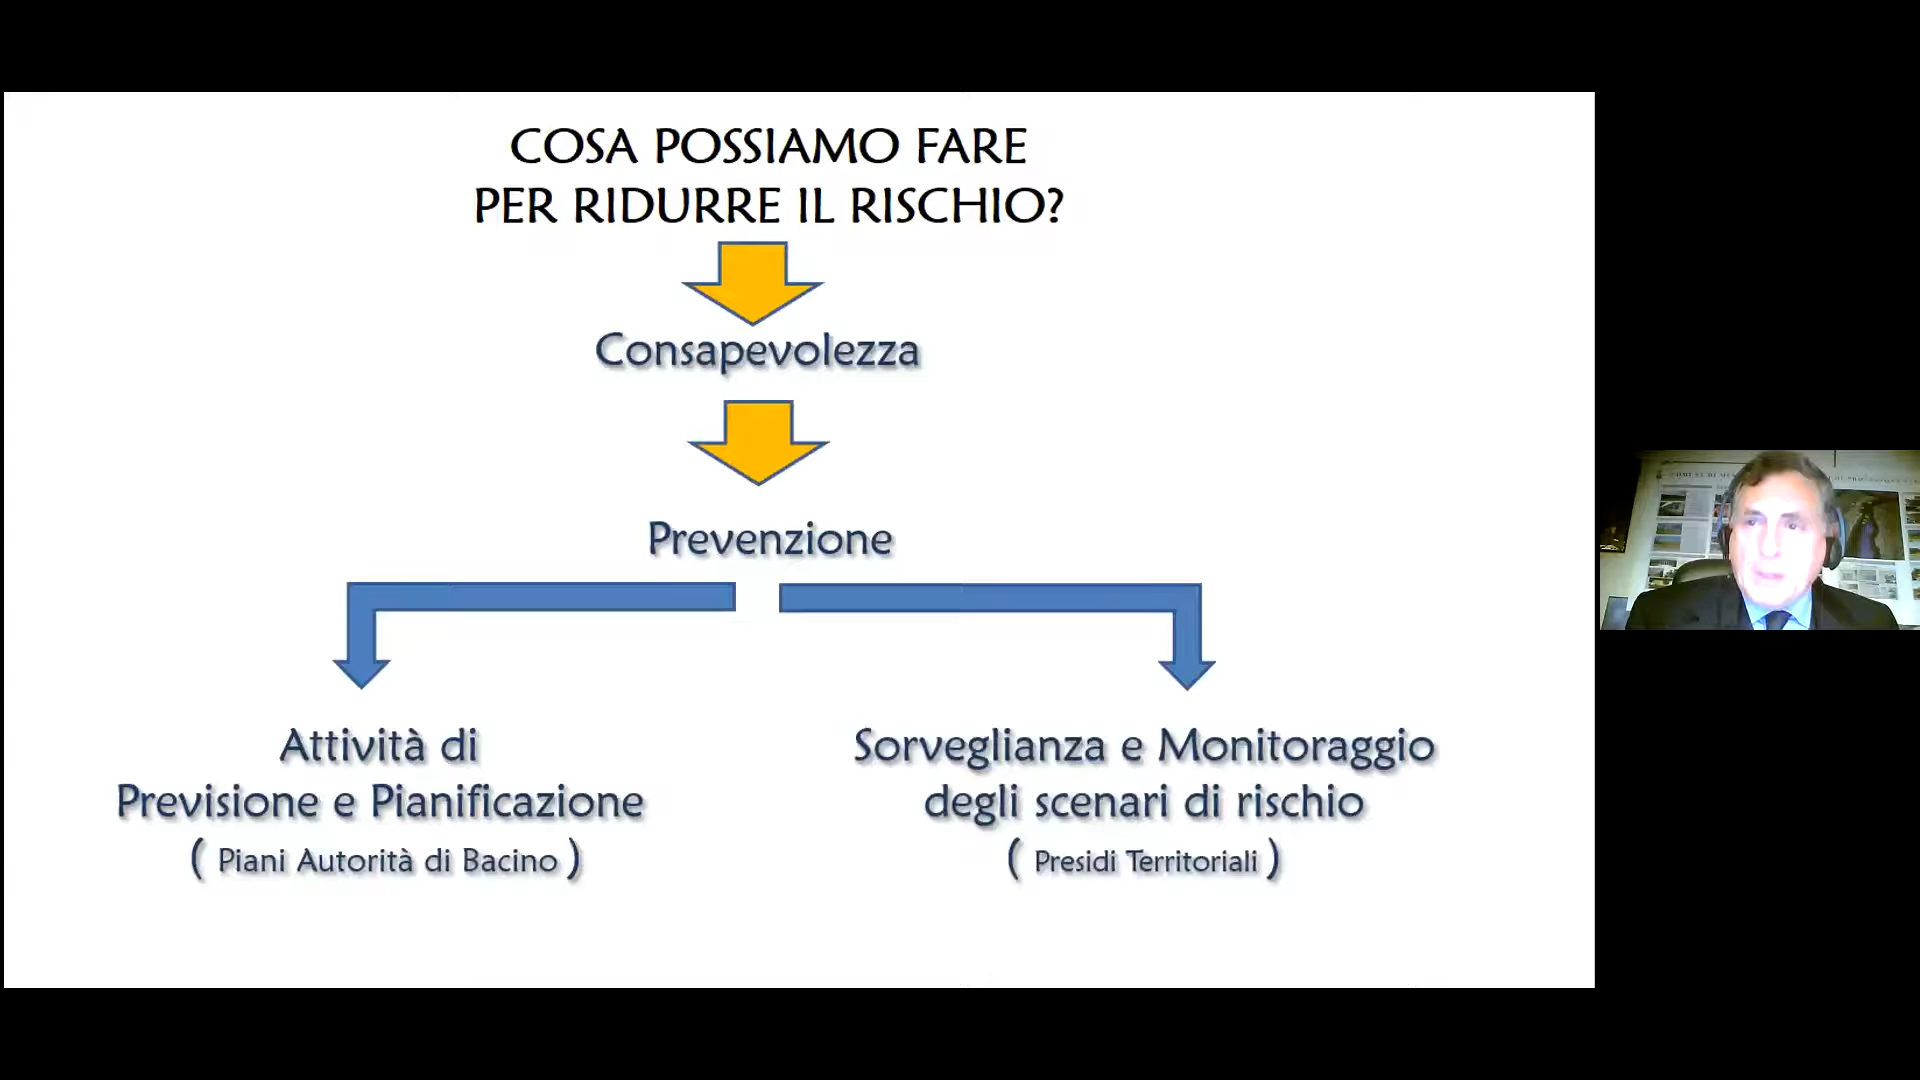 COSA POSSIAMO FARE
PER RIDURRE IL RISCHIO?
Consapevolezza
Prevenzione
Attività di
Previsione e Pianificazione
( Piani Autorità di Bacino )
Sorveglianza e Monitoraggio
degli scenari di rischio
( Presidi Territoriali )